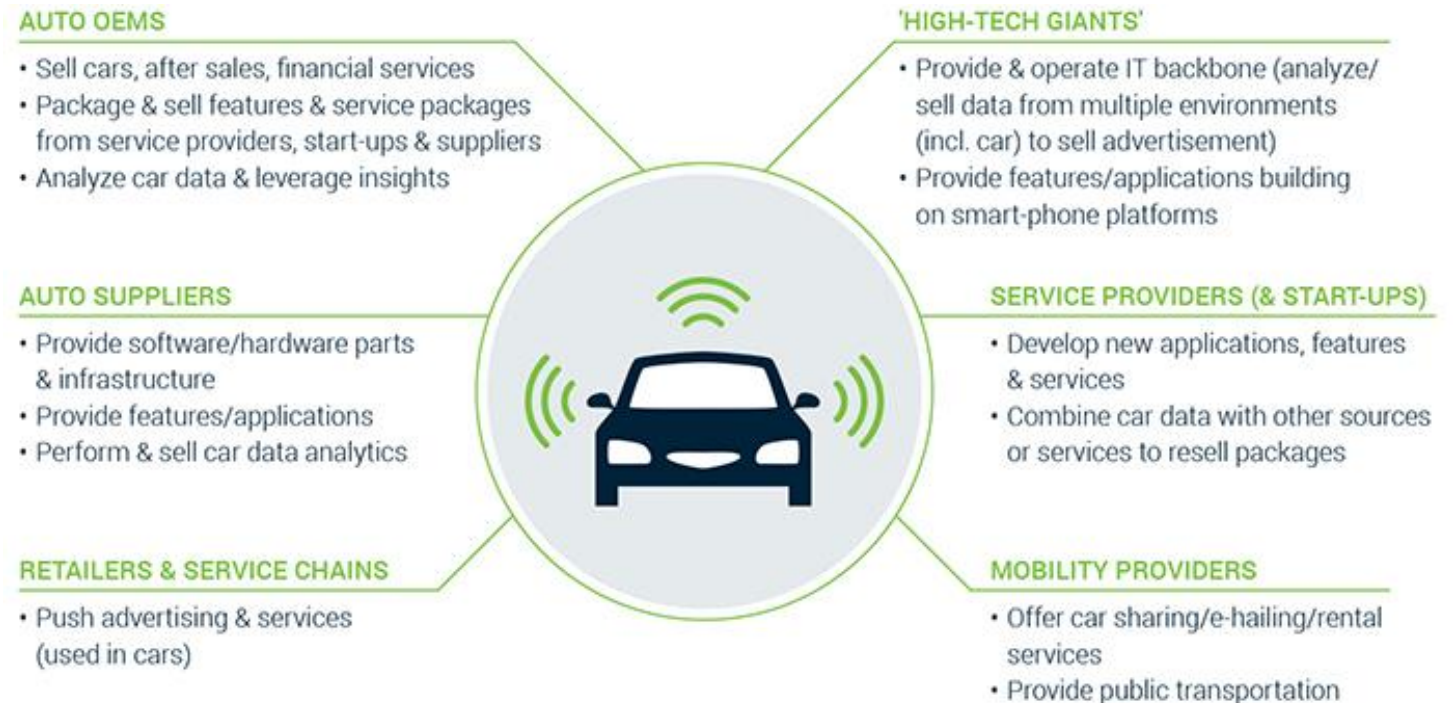 AUTO OEMS
• Sell cars, after sales, financial services
• Package & sell features & service packages
from service providers, start-ups & suppliers
• Analyze car data & leverage insights
AUTO SUPPLIERS
• Provide software/hardware parts
& infrastructure
• Provide features/applications
• Perform & sell car data analytics
RETAILERS & SERVICE CHAINS
• Push advertising & services
(used in cars)
'HIGH-TECH GIANTS'
• Provide & operate IT backbone (analyze/
sell data from multiple environments
(incl. car) to sell advertisement)
• Provide features/applications building
on smart-phone platforms
SERVICE PROVIDERS (& START-UPS)
• Develop new applications, features
& services
• Combine car data with other sources
or services to resell packages
MOBILITY PROVIDERS
• Offer car sharing/e-hailing/rental
services
• Provide public transportation